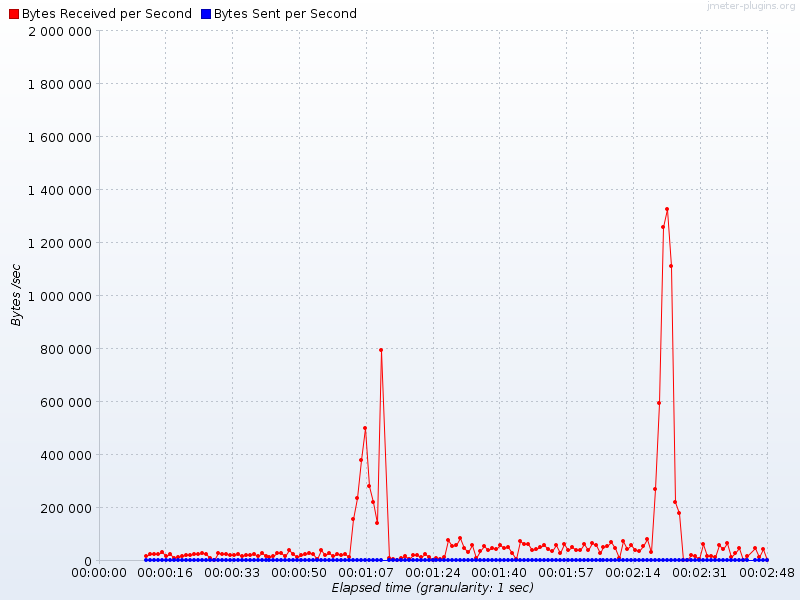 jmeter-plugins.org
Bytes Received per Second Bytes Sent per Second
2 000 000
1 800 000
1 600 000
1 400 000
1 200 000
1 000 000
800 000
600 000
400 000
200 000
0
Bytes /sec
00:00:00 00:00:16 00:00:33 00:00:50 00:01:07 00:01:24 00:01:40 00:01:57 00:02:14 00:02:31 00:02:48
Elapsed time (granularity: 1 sec)